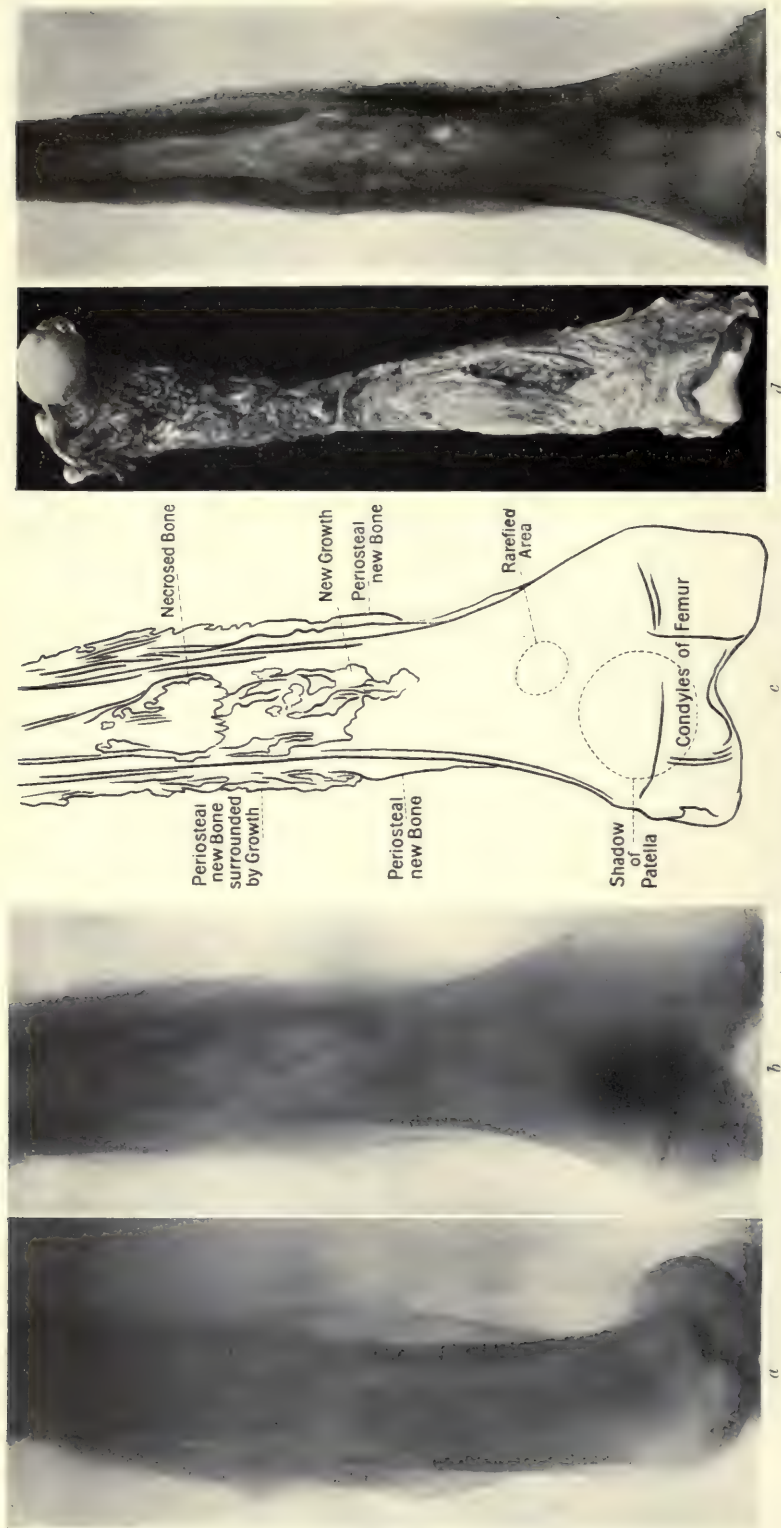 a
b
Periosteal
new Bone
surrounded
by Growth
Periosteal
new Bone
Shadow
of
Patella
Necrosed Bone
New Growth
Periosteal
new Bone
Rarefied
Area
Condyles of Femur
c
d
e